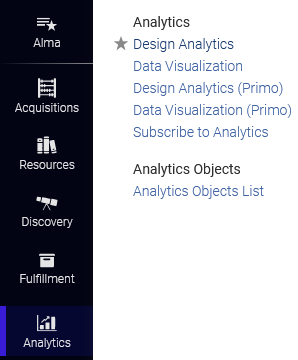 Alma
Acquisitions
Resources
Discovery
Fulfillment
Analytics
Analytics
Design Analytics
Data Visualization
Design Analytics (Primo)
Data Visualization (Primo)
Subscribe to Analytics
Analytics Objects
Analytics Objects List